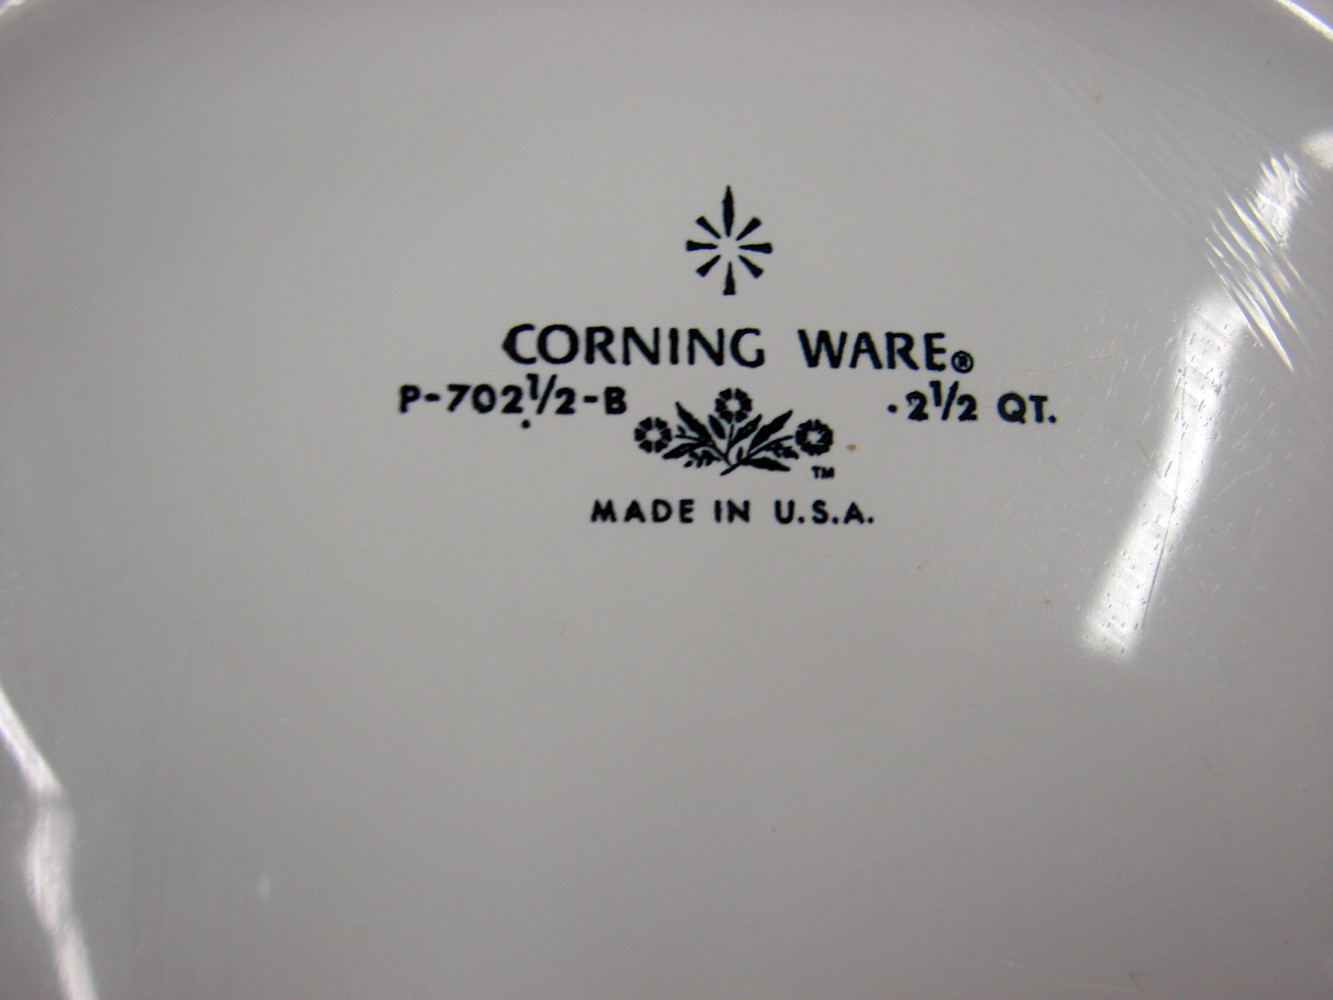 CORNING WARE®
P-702½-B 2½ QT.
TM
MADE IN U.S.A.